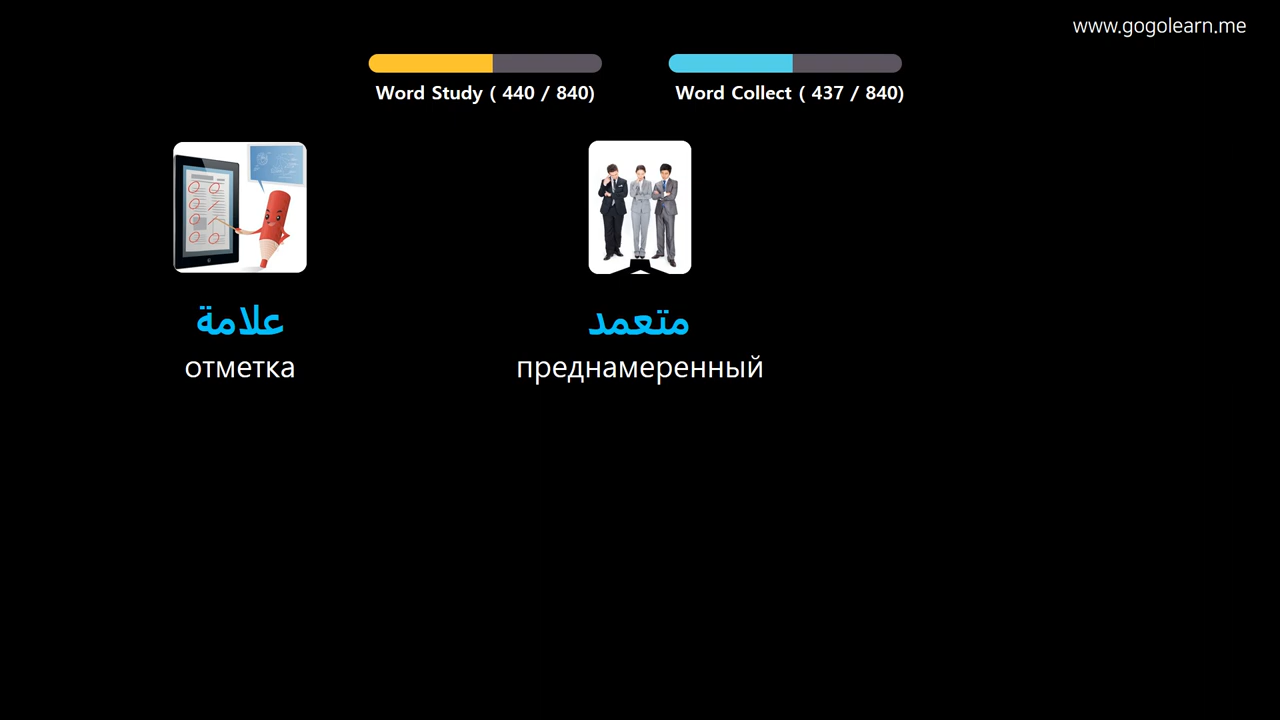 www.gogolearn.me
Word Study ( 440 / 840)
Word Collect ( 437 / 840)
علامة
отметка
متعمد
преднамеренный